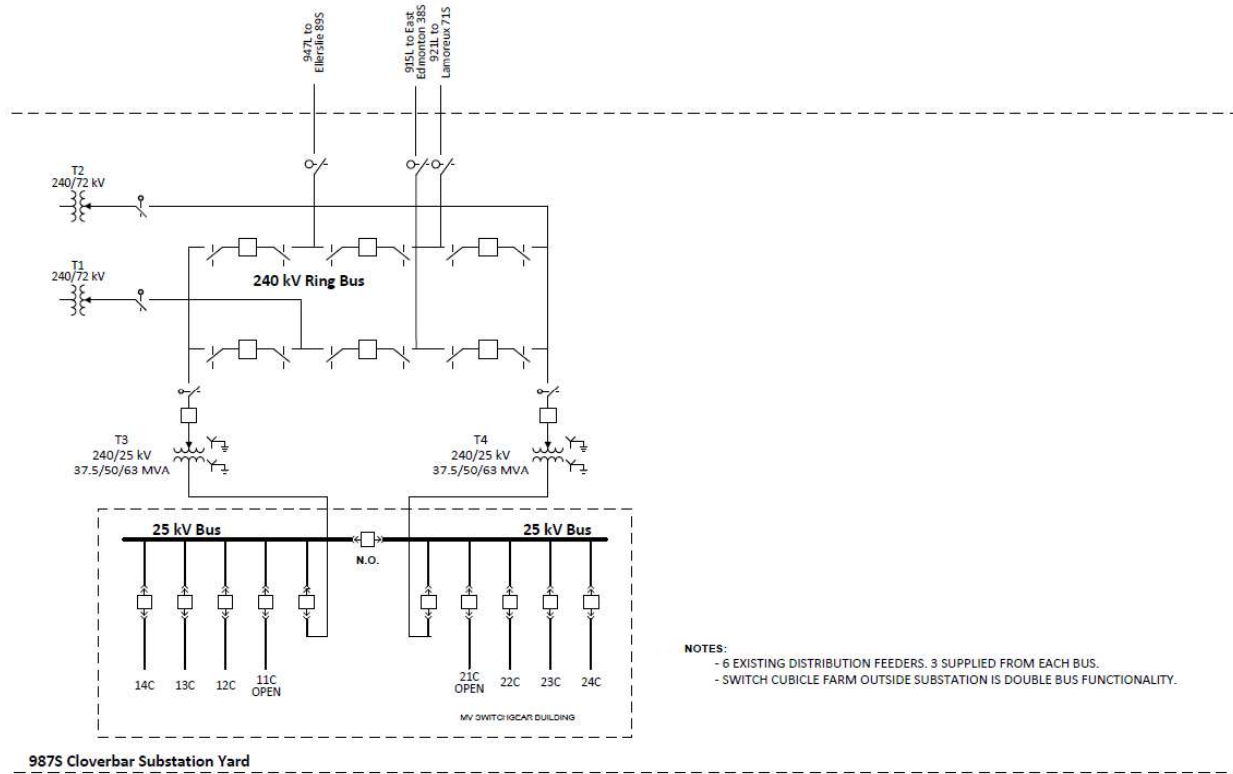 947L to
Ellerslie 89S
915L to East
Edmonton 38S
921L to
Lamoreux 71S
T2
240/72 kV
T1
240/72 kV
240 kV Ring Bus
T3
240/25 kV
37.5/50/63 MVA
T4
240/25 kV
37.5/50/63 MVA
25 kV Bus
25 kV Bus
N.O.
14C
13C
12C
11C
OPEN
21C
OPEN
22C
23C
24C
MV SWITCHGEAR BUILDING
NOTES:
- 6 EXISTING DISTRIBUTION FEEDERS. 3 SUPPLIED FROM EACH BUS.
- SWITCH CUBICLE FARM OUTSIDE SUBSTATION IS DOUBLE BUS FUNCTIONALITY.
987S Cloverbar Substation Yard